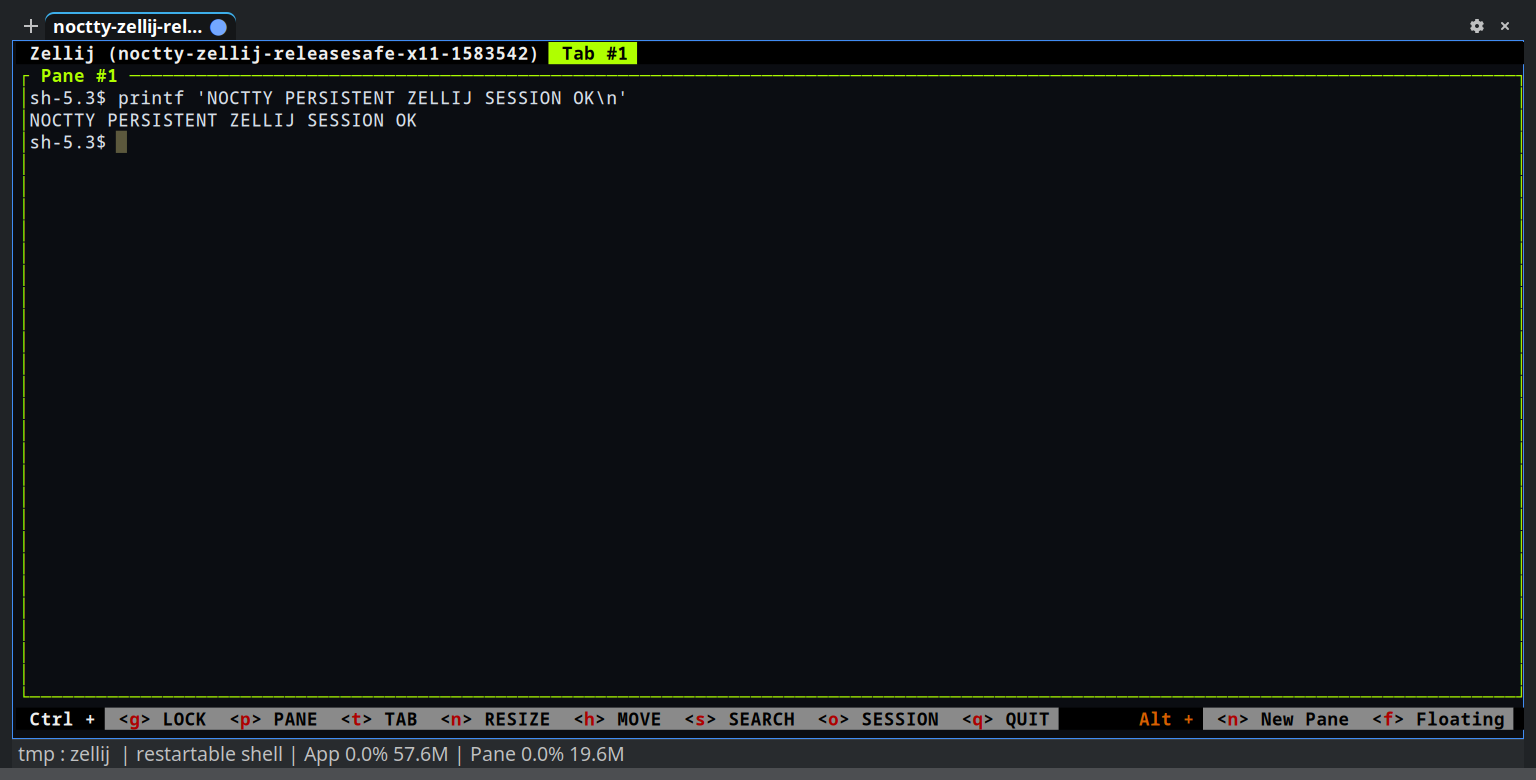 + noctty-zellij-rel... ×
Zellij (noctty-zellij-releasesafe-x11-1583542) Tab #1
Pane #1
sh-5.3$ printf 'NOCTTY PERSISTENT ZELLIJ SESSION OK\n'
NOCTTY PERSISTENT ZELLIJ SESSION OK
sh-5.3$
Ctrl + <g> LOCK <p> PANE <t> TAB <n> RESIZE <h> MOVE <s> SEARCH <o> SESSION <q> QUIT Alt + <n> New Pane <f> Floating
tmp : zellij | restartable shell | App 0.0% 57.6M | Pane 0.0% 19.6M